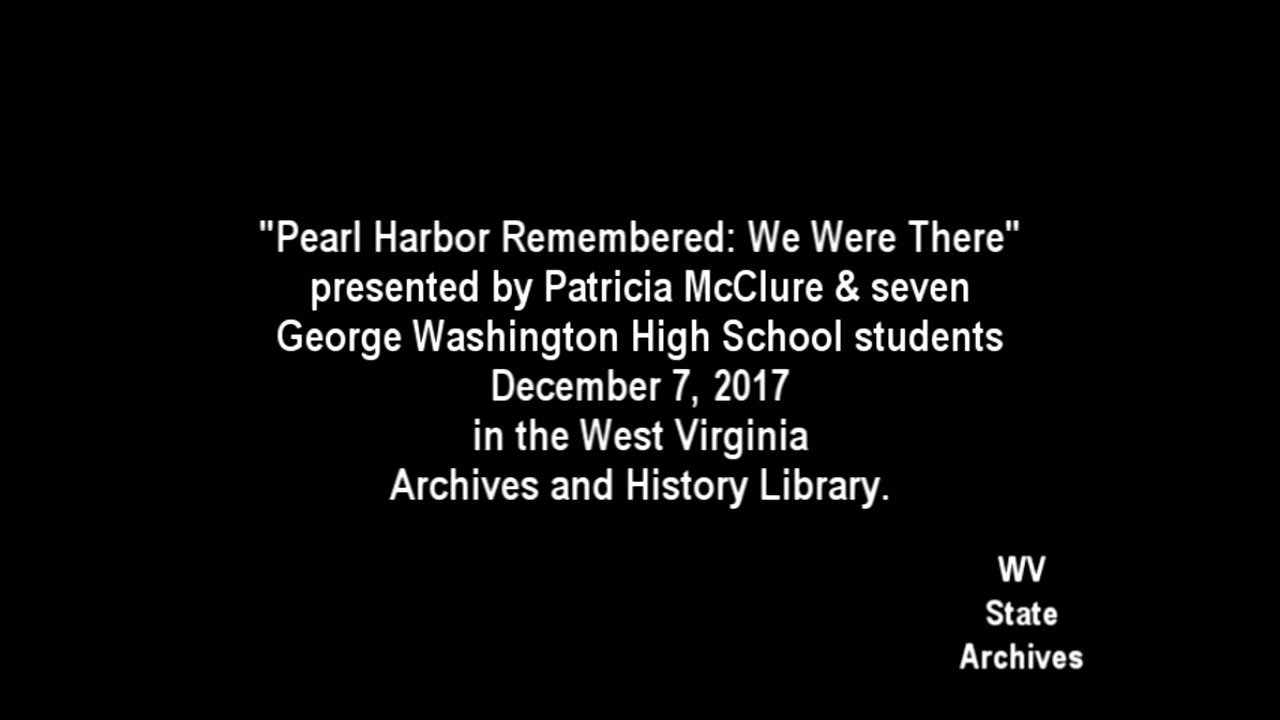 "Pearl Harbor Remembered: We Were There"
presented by Patricia McClure & seven
George Washington High School students
December 7, 2017
in the West Virginia
Archives and History Library.
WV
State
Archives